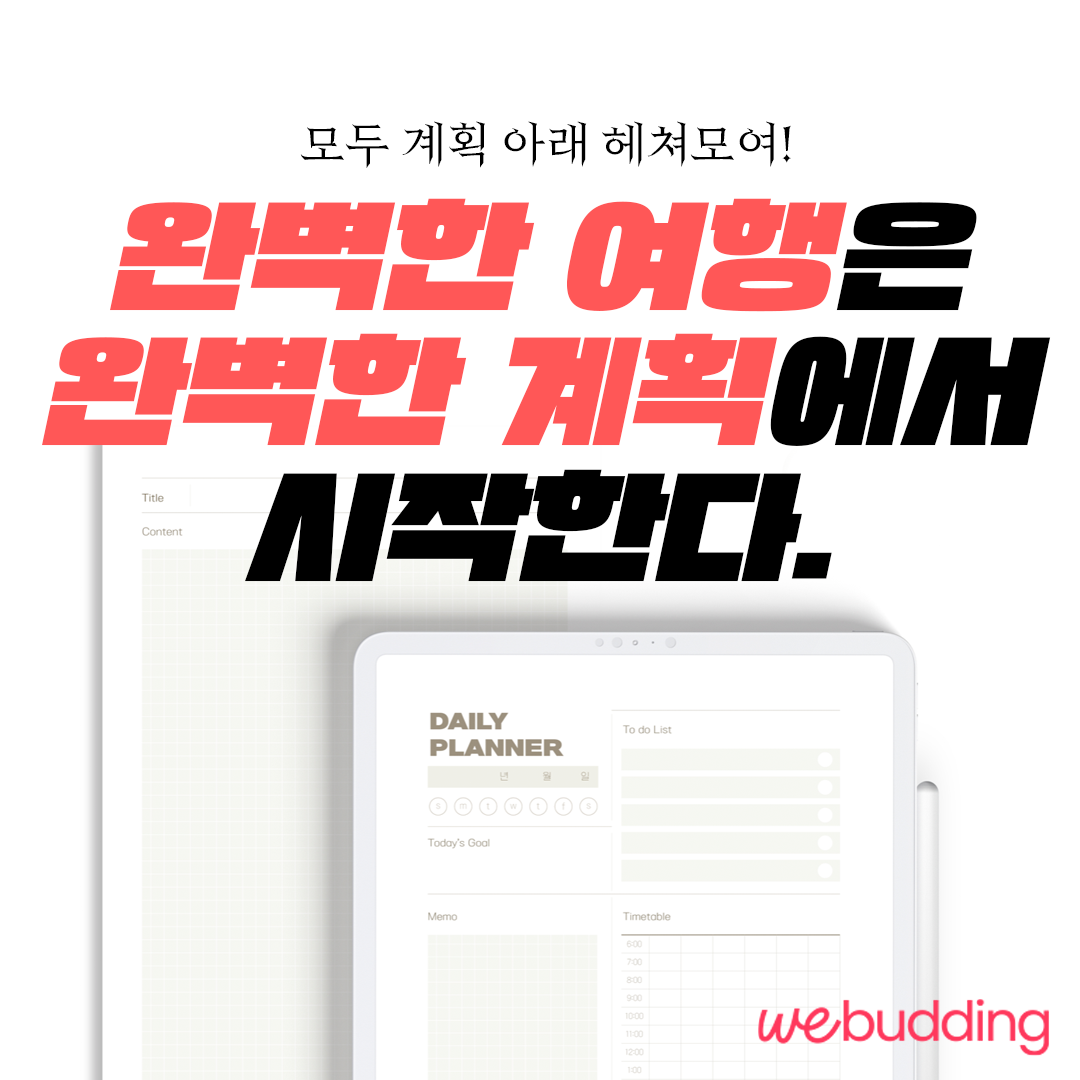 모두 계획 아래 헤쳐모여!
완벽한 여행은
완벽한 계획에서
시작한다.
Title
Content
DAILY
PLANNER
년 월 일
s m t w t f s
Today's Goal
Memo
To do List
Timetable
6:00
7:00
8:00
9:00
10:00
11:00
12:00
1:00
webudding